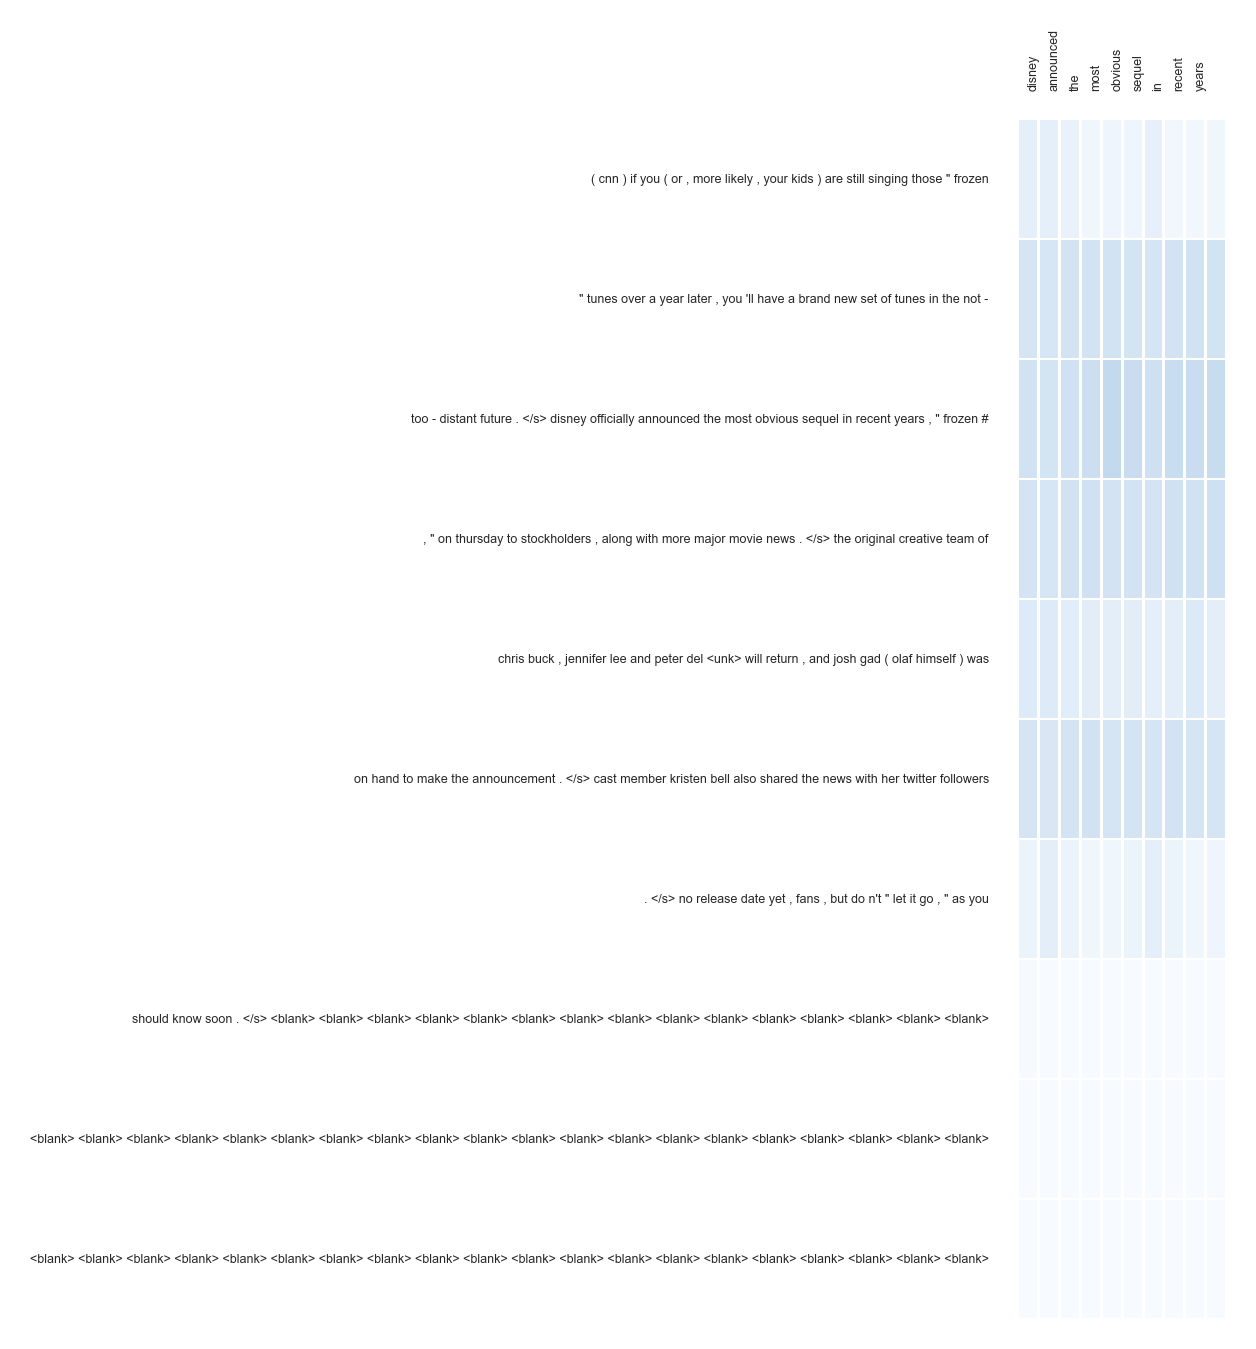 disney
announced
the
most
obvious
sequel
in
recent
years
( cnn ) if you ( or , more likely , your kids ) are still singing those " frozen
" tunes over a year later , you 'll have a brand new set of tunes in the not -
too - distant future . </s> disney officially announced the most obvious sequel in recent years , " frozen #
, " on thursday to stockholders , along with more major movie news . </s> the original creative team of
chris buck , jennifer lee and peter del <unk> will return , and josh gad ( olaf himself ) was
on hand to make the announcement . </s> cast member kristen bell also shared the news with her twitter followers
. </s> no release date yet , fans , but do n't " let it go , " as you
should know soon . </s> <blank> <blank> <blank> <blank> <blank> <blank> <blank> <blank> <blank> <blank> <blank> <blank> <blank> <blank> <blank>
<blank> <blank> <blank> <blank> <blank> <blank> <blank> <blank> <blank> <blank> <blank> <blank> <blank> <blank> <blank> <blank> <blank> <blank> <blank> <blank>
<blank> <blank> <blank> <blank> <blank> <blank> <blank> <blank> <blank> <blank> <blank> <blank> <blank> <blank> <blank> <blank> <blank> <blank> <blank> <blank>